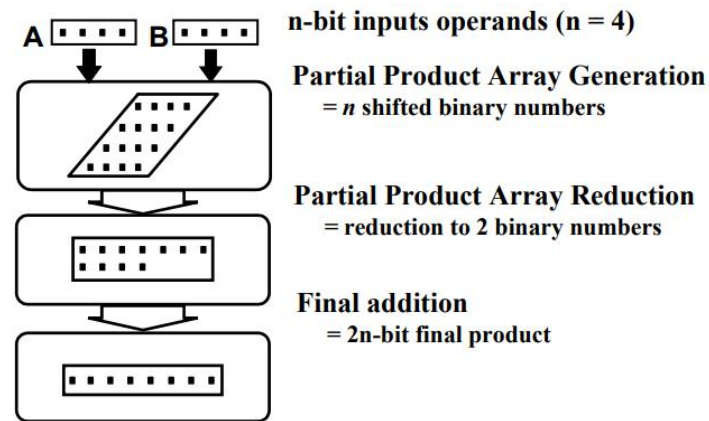 A B n-bit inputs operands (n = 4)
Partial Product Array Generation
= n shifted binary numbers
Partial Product Array Reduction
= reduction to 2 binary numbers
Final addition
= 2n-bit final product